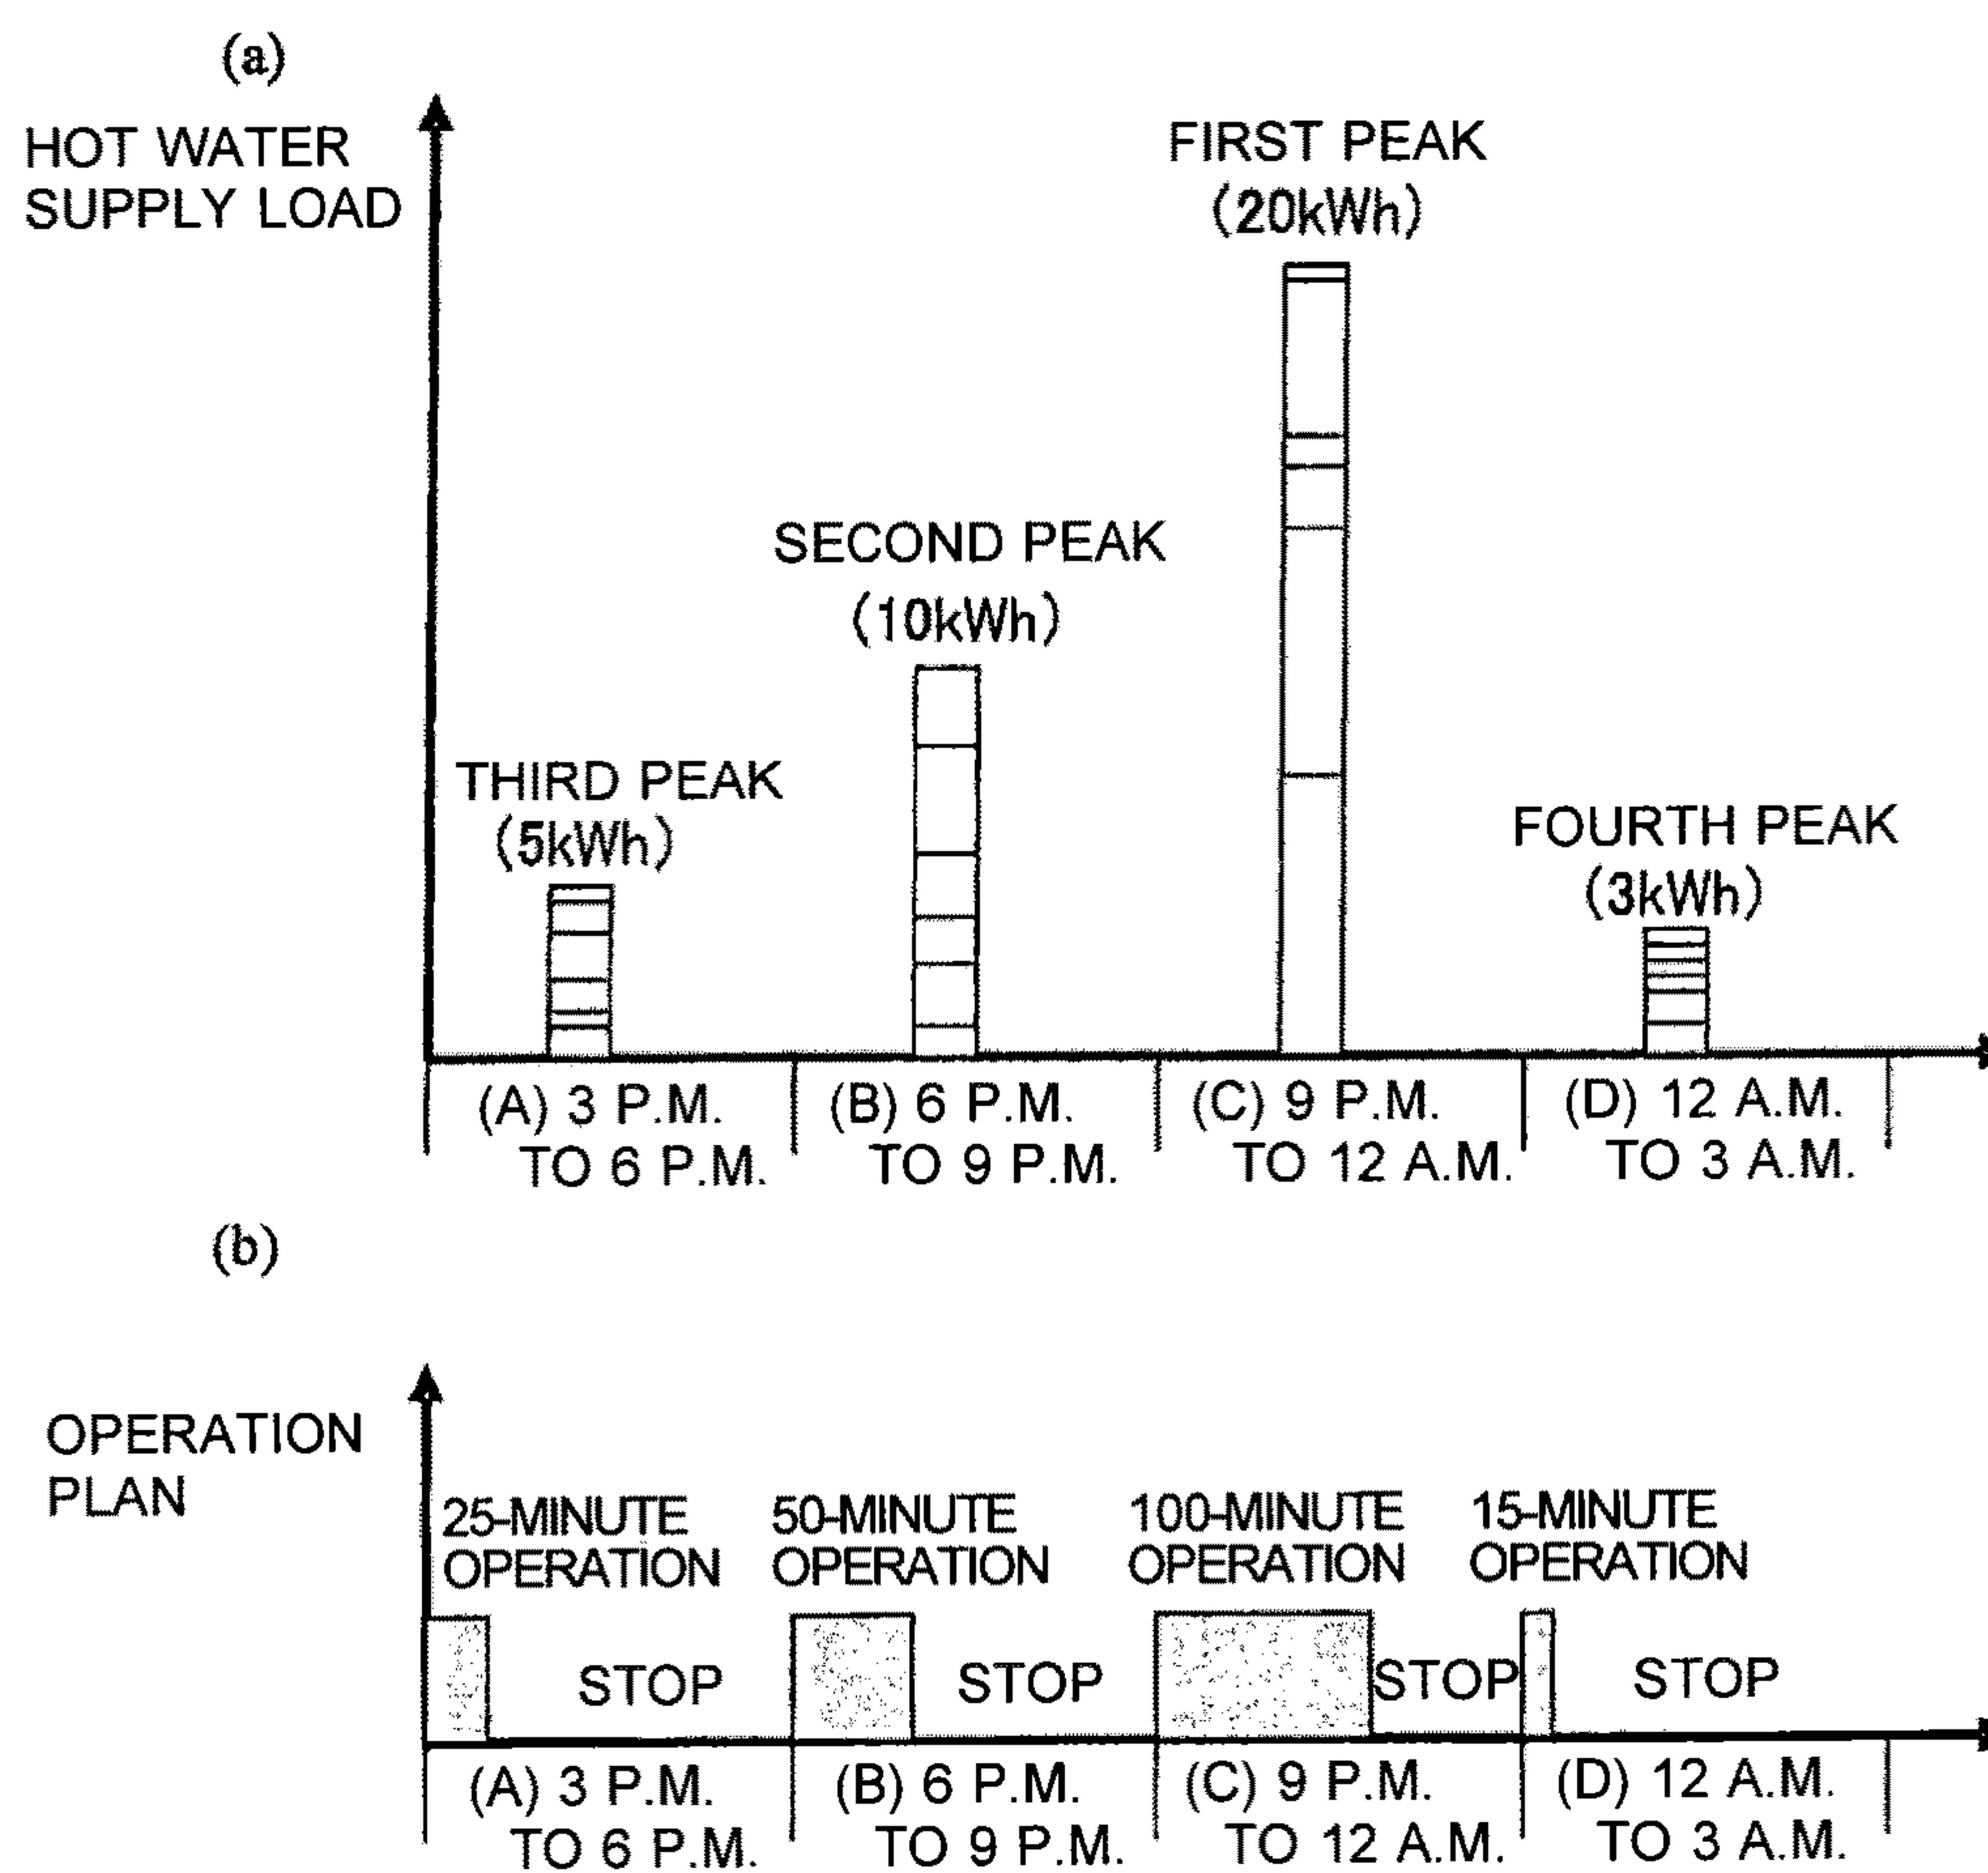 (a)
HOT WATER
SUPPLY LOAD
FIRST PEAK
(20kWh)
SECOND PEAK
(10kWh)
THIRD PEAK
(5kWh)
FOURTH PEAK
(3kWh)
(A) 3 P.M.
TO 6 P.M.
(B) 6 P.M.
TO 9 P.M.
(C) 9 P.M.
TO 12 A.M.
(D) 12 A.M.
TO 3 A.M.
(b)
OPERATION
PLAN
25-MINUTE
OPERATION
50-MINUTE
OPERATION
100-MINUTE
OPERATION
15-MINUTE
OPERATION
STOP
STOP
STOP
STOP
(A) 3 P.M.
TO 6 P.M.
(B) 6 P.M.
TO 9 P.M.
(C) 9 P.M.
TO 12 A.M.
(D) 12 A.M.
TO 3 A.M.